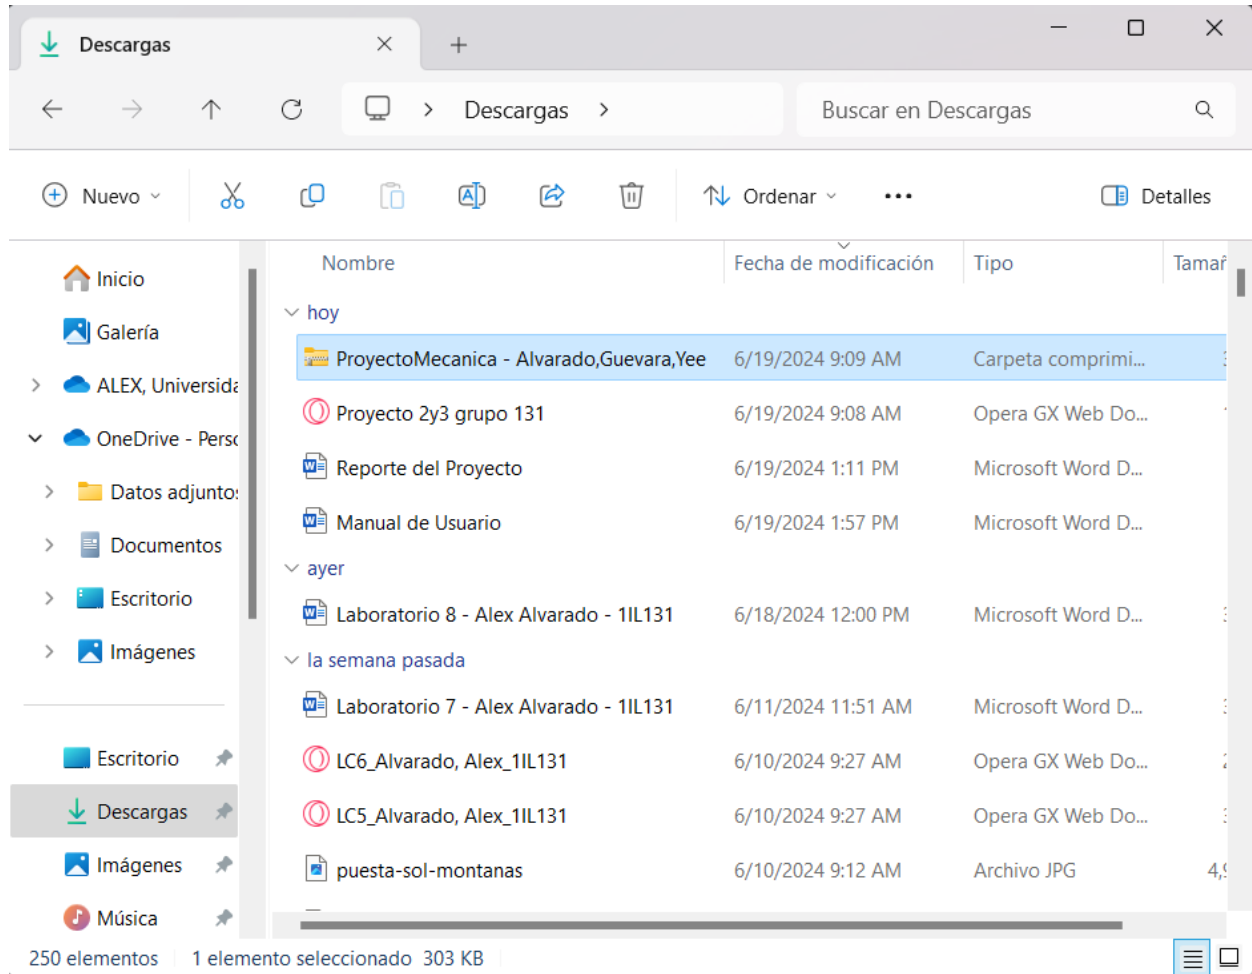 Descargas
Descargas
Buscar en Descargas
Nuevo
Ordenar
Detalles
Inicio
Galería
ALEX, Universida
OneDrive - Perso
Datos adjuntos
Documentos
Escritorio
Imágenes
Escritorio
Descargas
Imágenes
Música
Nombre Fecha de modificación Tipo Tamañ
hoy
ProyectoMecanica - Alvarado,Guevara,Yee 6/19/2024 9:09 AM Carpeta comprimi...
Proyecto 2y3 grupo 131 6/19/2024 9:08 AM Opera GX Web Do...
Reporte del Proyecto 6/19/2024 1:11 PM Microsoft Word D...
Manual de Usuario 6/19/2024 1:57 PM Microsoft Word D...
ayer
Laboratorio 8 - Alex Alvarado - 1IL131 6/18/2024 12:00 PM Microsoft Word D...
la semana pasada
Laboratorio 7 - Alex Alvarado - 1IL131 6/11/2024 11:51 AM Microsoft Word D...
LC6_Alvarado, Alex_1IL131 6/10/2024 9:27 AM Opera GX Web Do...
LC5_Alvarado, Alex_1IL131 6/10/2024 9:27 AM Opera GX Web Do...
puesta-sol-montanas 6/10/2024 9:12 AM Archivo JPG 4,9
250 elementos 1 elemento seleccionado 303 KB